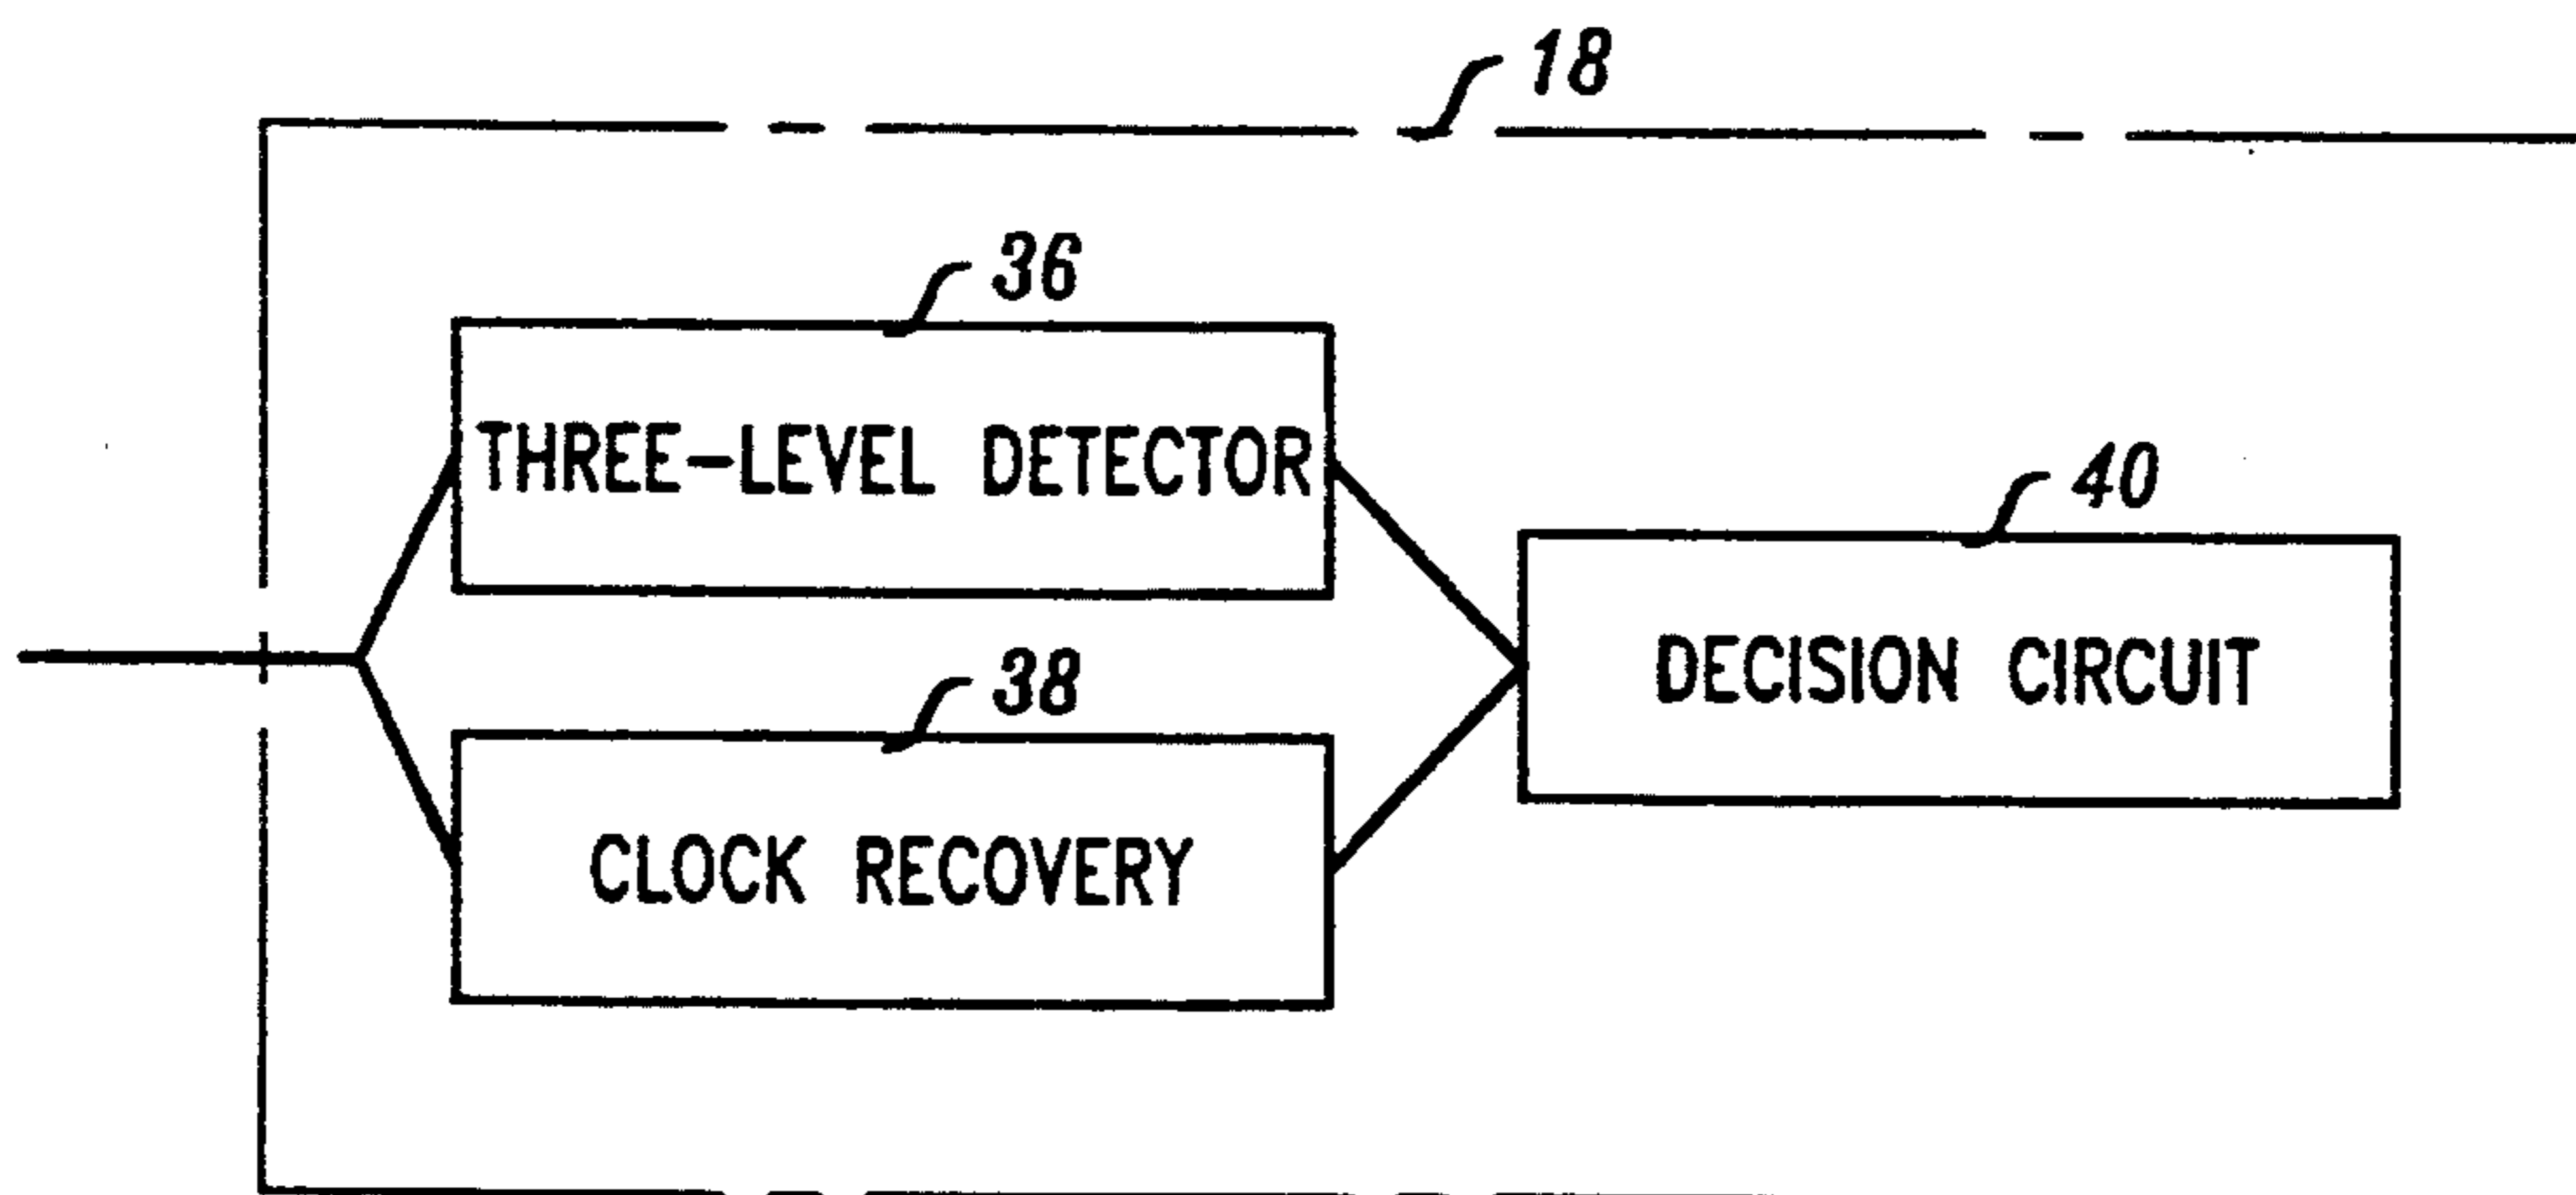 18
36
THREE-LEVEL DETECTOR
40
DECISION CIRCUIT
38
CLOCK RECOVERY